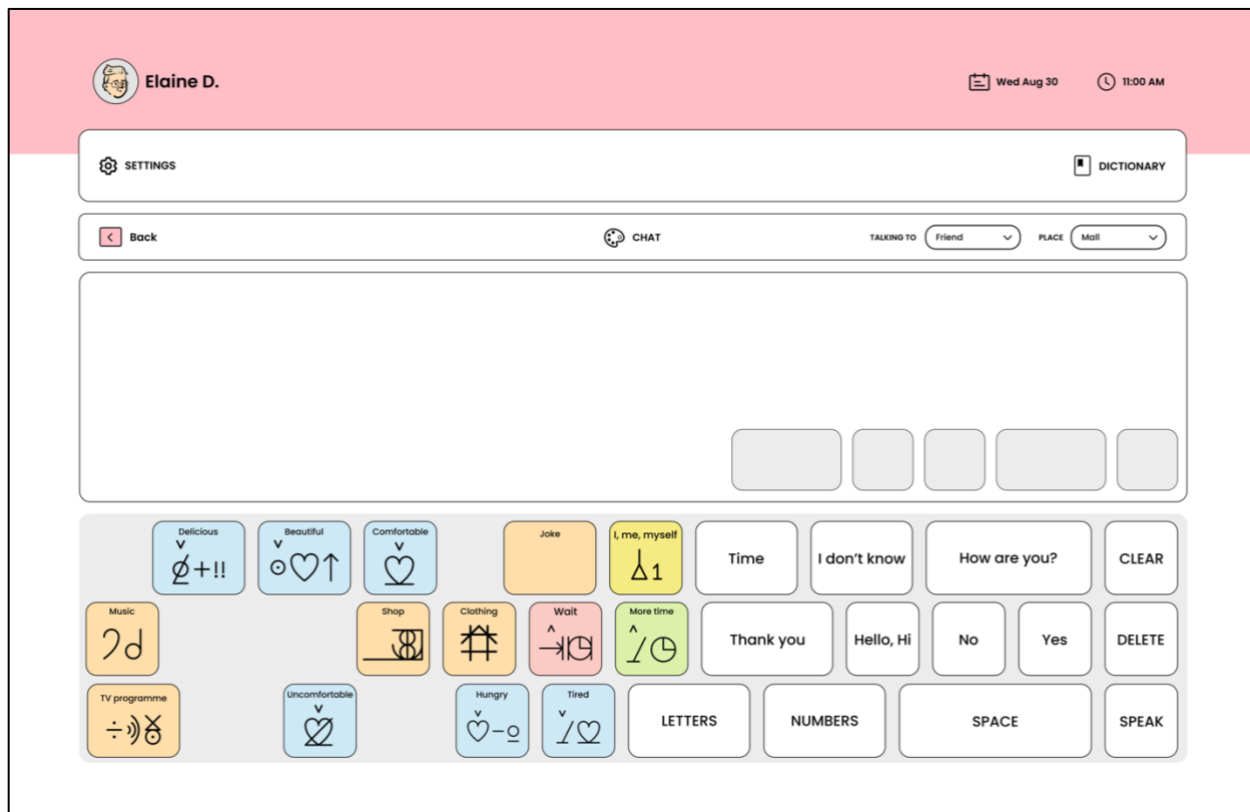 Elaine D.
Wed Aug 30
11:00 AM
SETTINGS
DICTIONARY
Back
CHAT
TALKING TO
Friend
PLACE
Mall
Delicious
Beautiful
Comfortable
Joke
I, me, myself
1
Time
I don't know
How are you?
CLEAR
Music
Shop
Clothing
Wait
More time
Thank you
Hello, Hi
No
Yes
DELETE
TV programme
Uncomfortable
Hungry
Tired
LETTERS
NUMBERS
SPACE
SPEAK